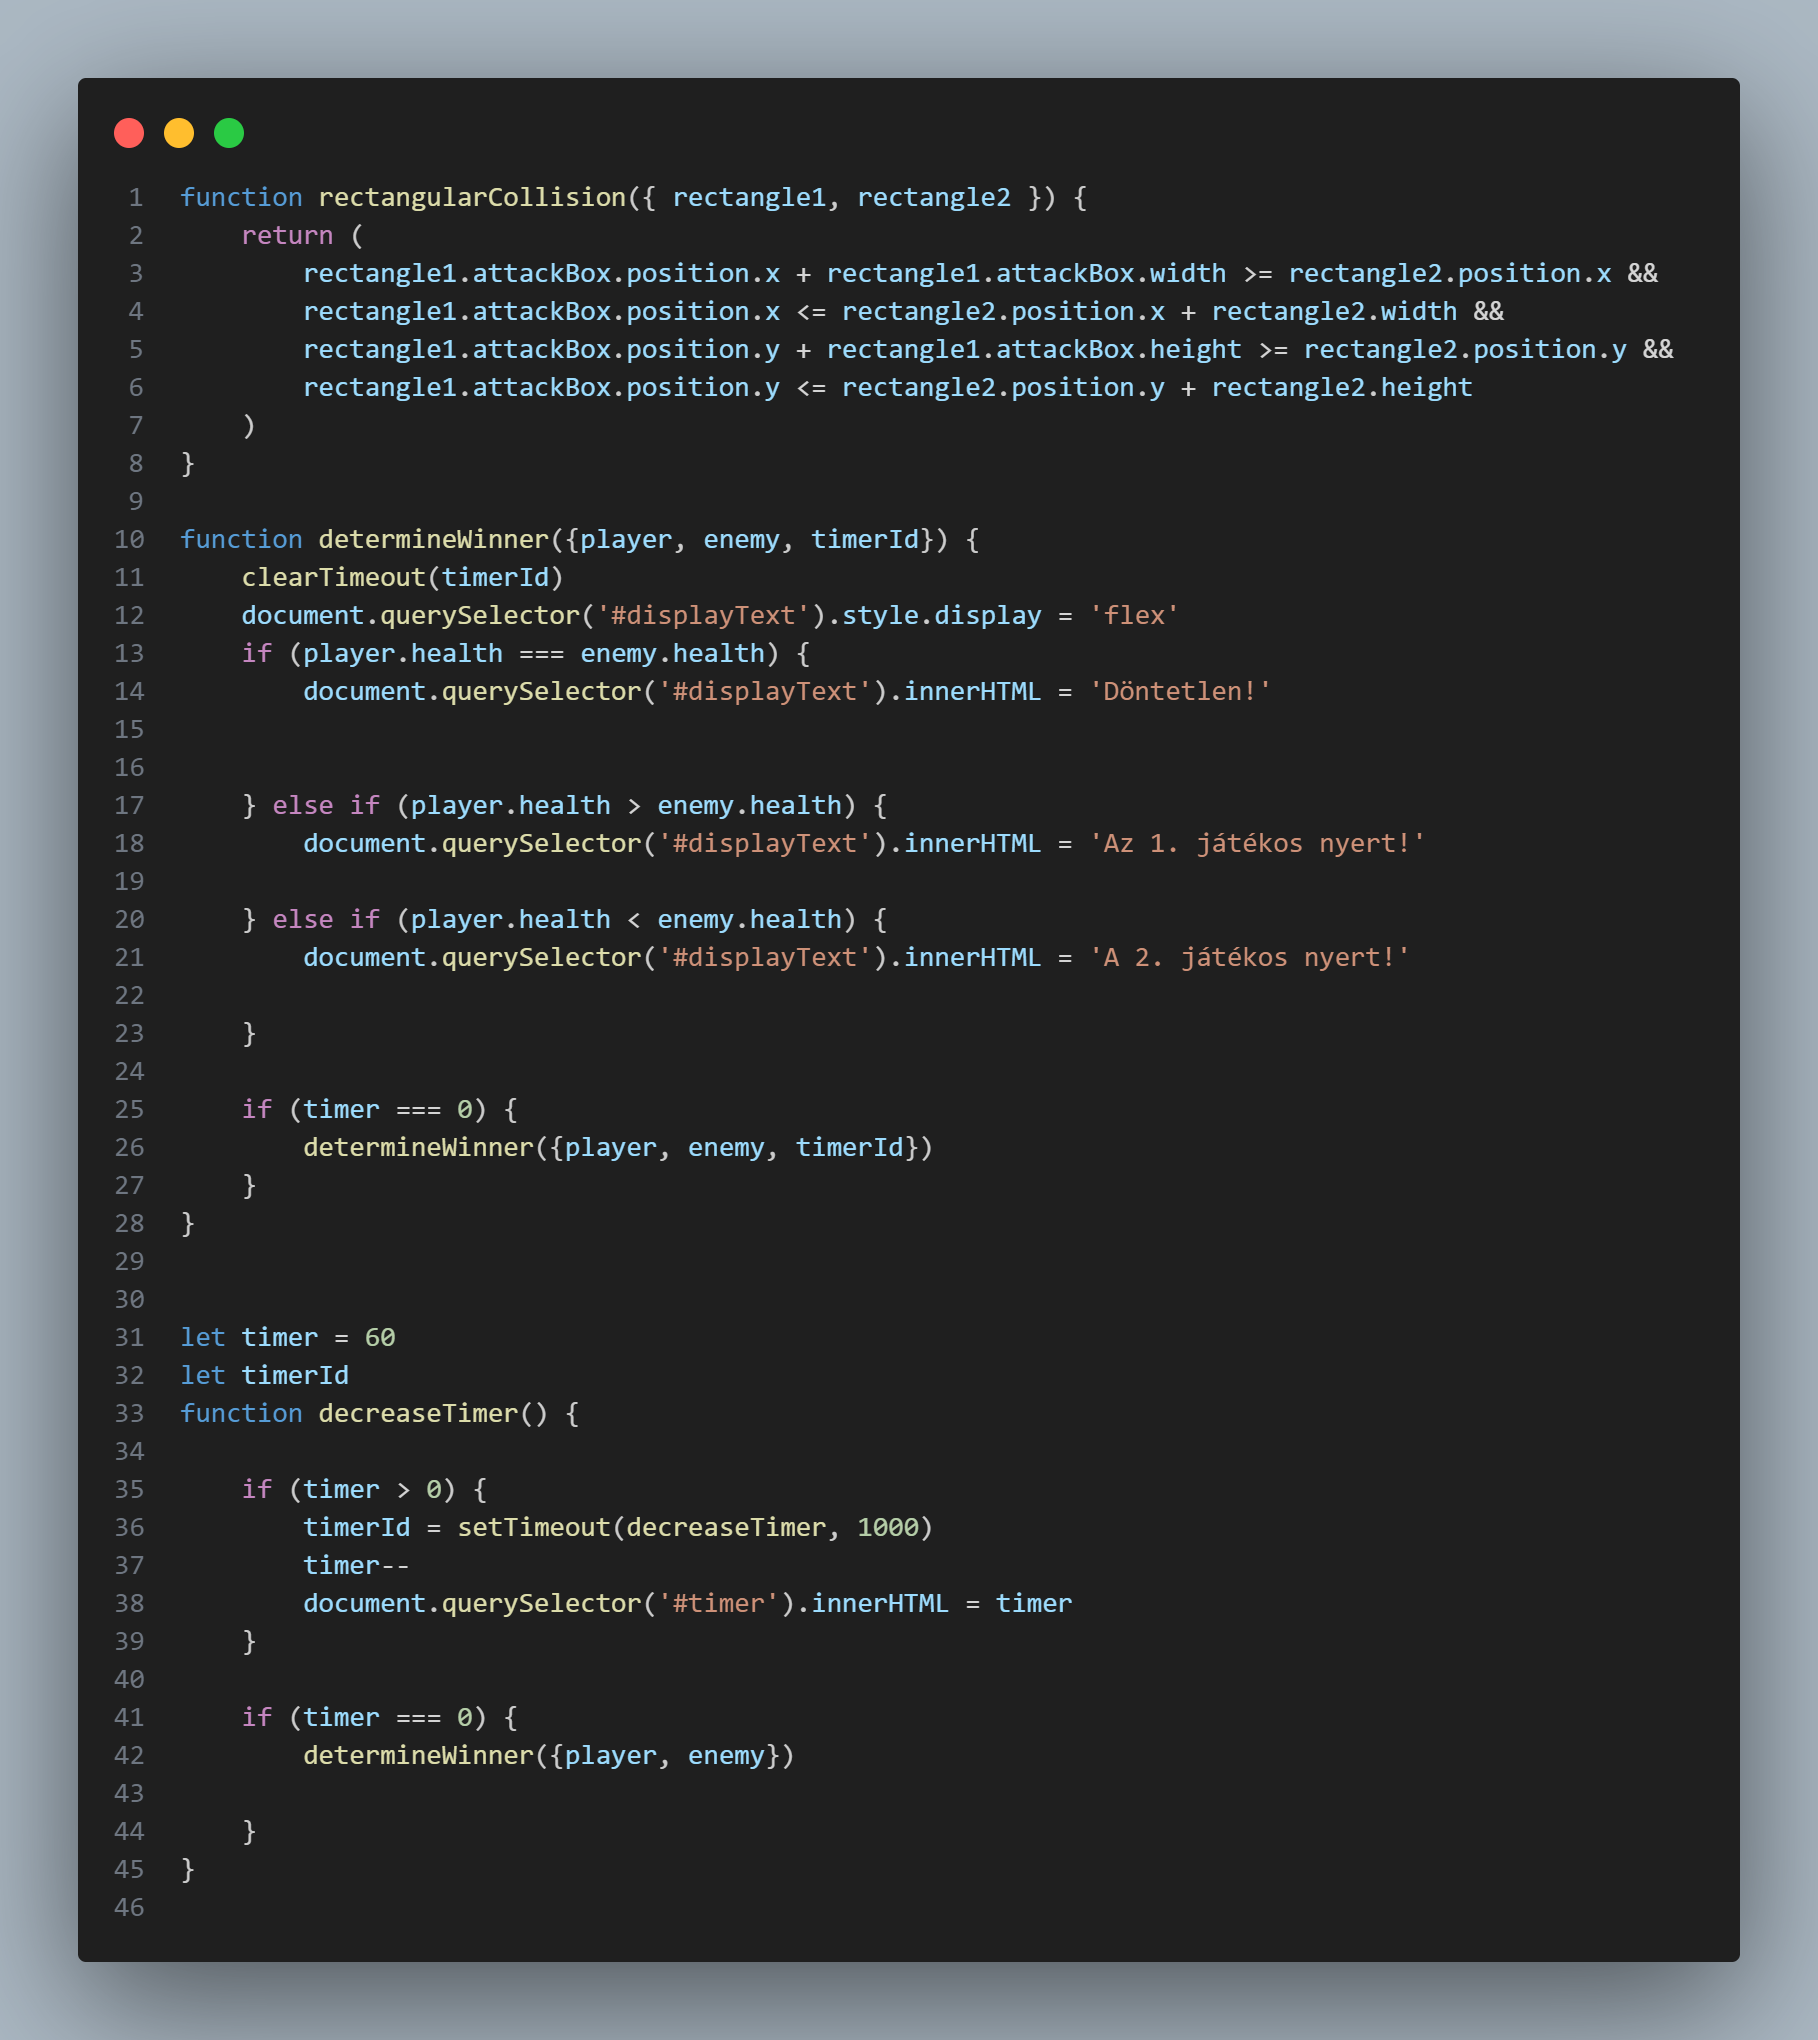 1 function rectangularCollision({ rectangle1, rectangle2 }) {
2     return (
3         rectangle1.attackBox.position.x + rectangle1.attackBox.width >= rectangle2.position.x &&
4         rectangle1.attackBox.position.x <= rectangle2.position.x + rectangle2.width &&
5         rectangle1.attackBox.position.y + rectangle1.attackBox.height >= rectangle2.position.y &&
6         rectangle1.attackBox.position.y <= rectangle2.position.y + rectangle2.height
7     )
8 }
9
10 function determineWinner({player, enemy, timerId}) {
11     clearTimeout(timerId)
12     document.querySelector('#displayText').style.display = 'flex'
13     if (player.health === enemy.health) {
14         document.querySelector('#displayText').innerHTML = 'Döntetlen!'
15
16
17     } else if (player.health > enemy.health) {
18         document.querySelector('#displayText').innerHTML = 'Az 1. játékos nyert!'
19
20     } else if (player.health < enemy.health) {
21         document.querySelector('#displayText').innerHTML = 'A 2. játékos nyert!'
22
23     }
24
25     if (timer === 0) {
26         determineWinner({player, enemy, timerId})
27     }
28 }
29
30
31 let timer = 60
32 let timerId
33 function decreaseTimer() {
34
35     if (timer > 0) {
36         timerId = setTimeout(decreaseTimer, 1000)
37         timer--
38         document.querySelector('#timer').innerHTML = timer
39     }
40
41     if (timer === 0) {
42         determineWinner({player, enemy})
43
44     }
45 }
46